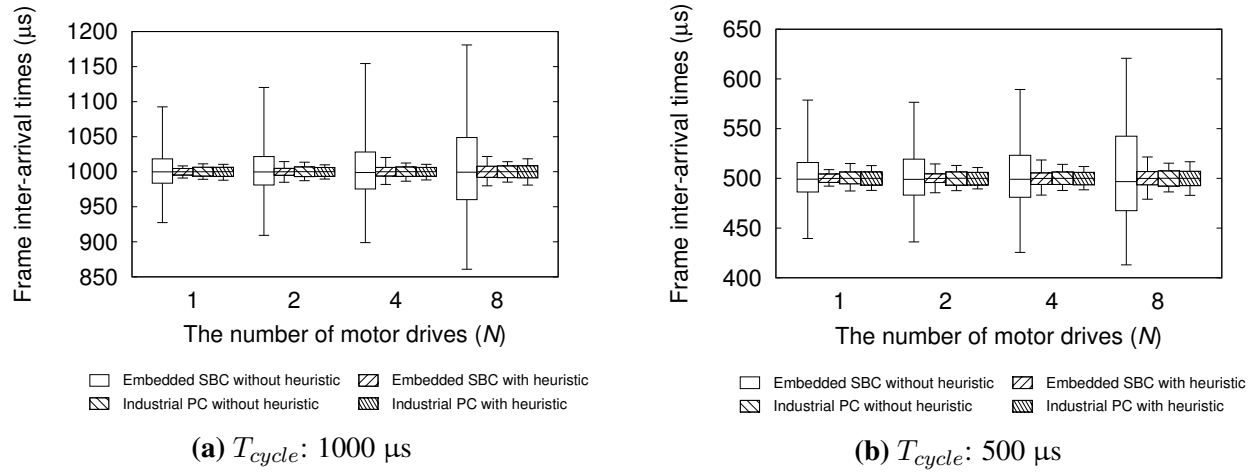 Frame inter-arrival times (μs)
1200
1150
1100
1050
1000
950
900
850
1 2 4 8
The number of motor drives (N)
Embedded SBC without heuristic Embedded SBC with heuristic
Industrial PC without heuristic Industrial PC with heuristic
(a) Tcycle: 1000 μs
Frame inter-arrival times (μs)
650
600
550
500
450
400
1 2 4 8
The number of motor drives (N)
Embedded SBC without heuristic Embedded SBC with heuristic
Industrial PC without heuristic Industrial PC with heuristic
(b) Tcycle: 500 μs